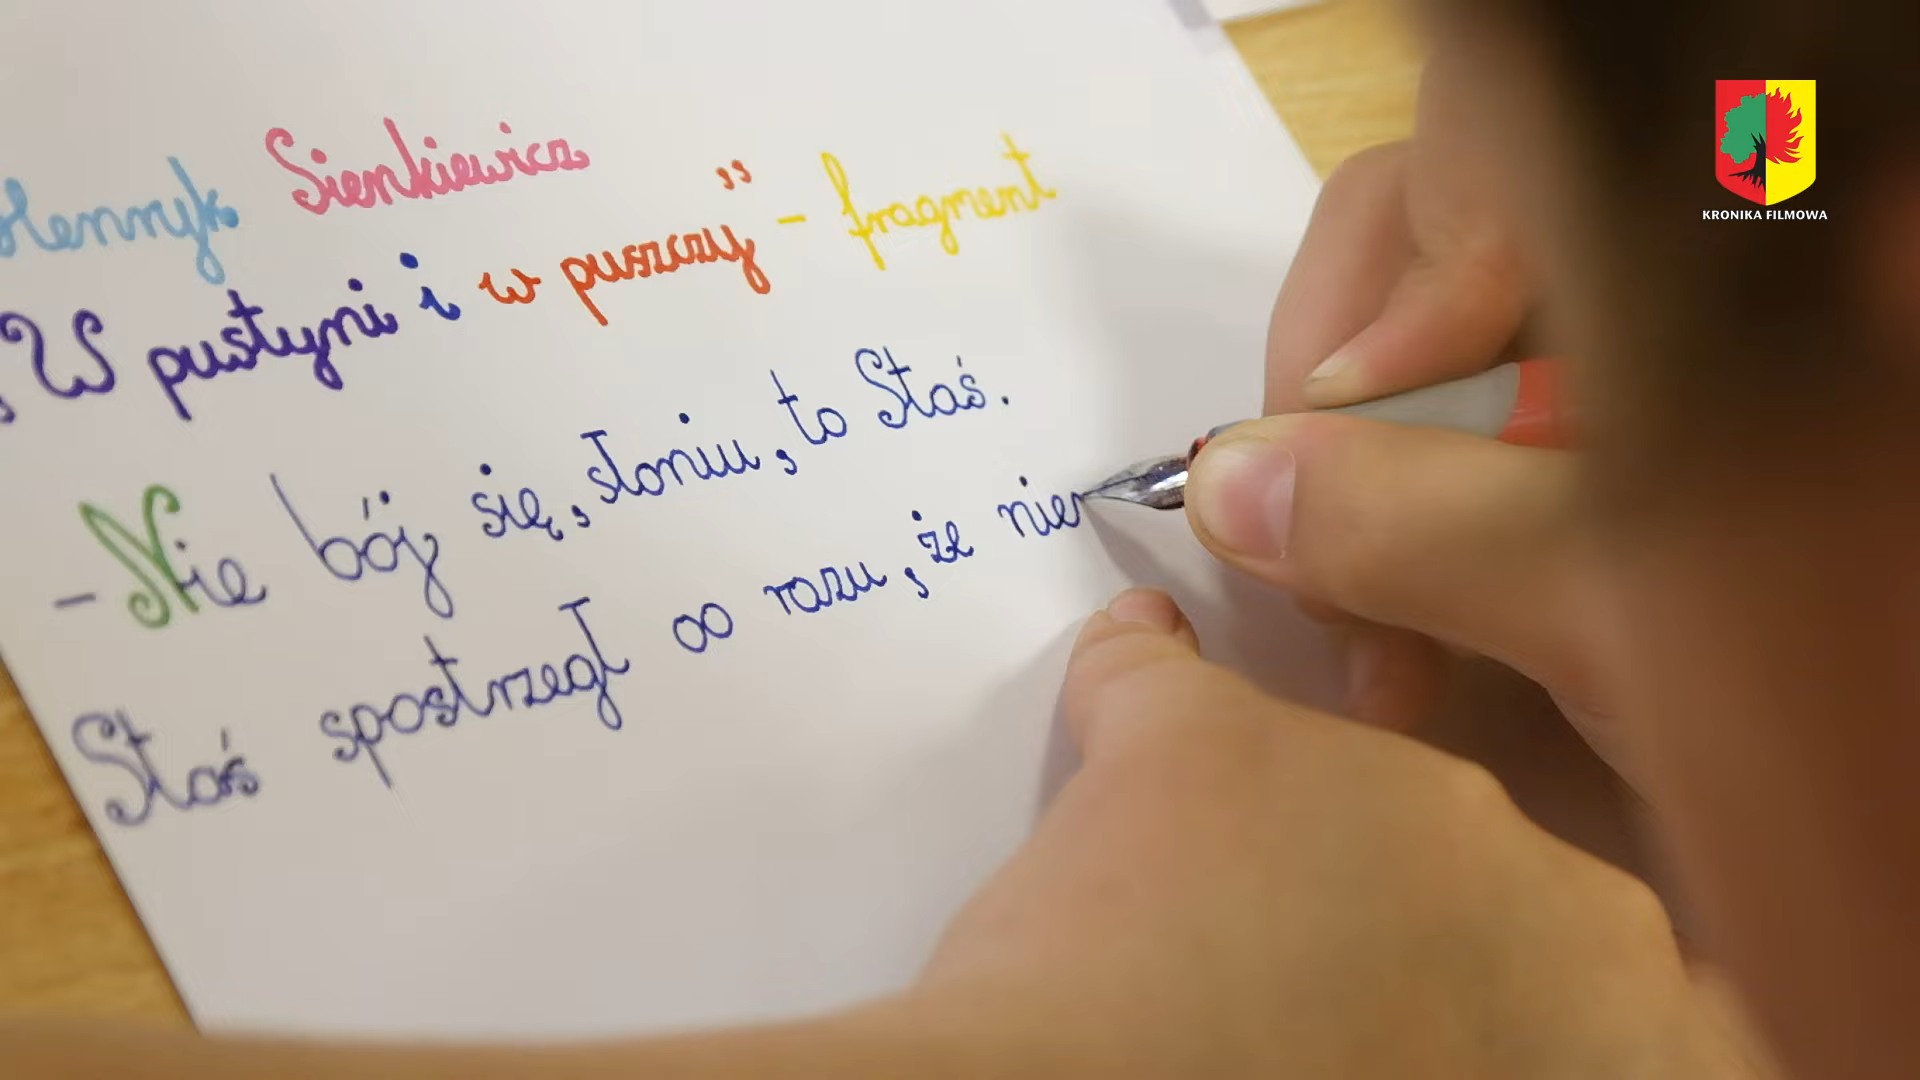 Henryk Sienkiewicz
„W pustyni i w puszczy” - fragment
- Nie bój się, słoniu, to Staś.
Staś spostrzegł od razu, że nie
KRONIKA FILMOWA